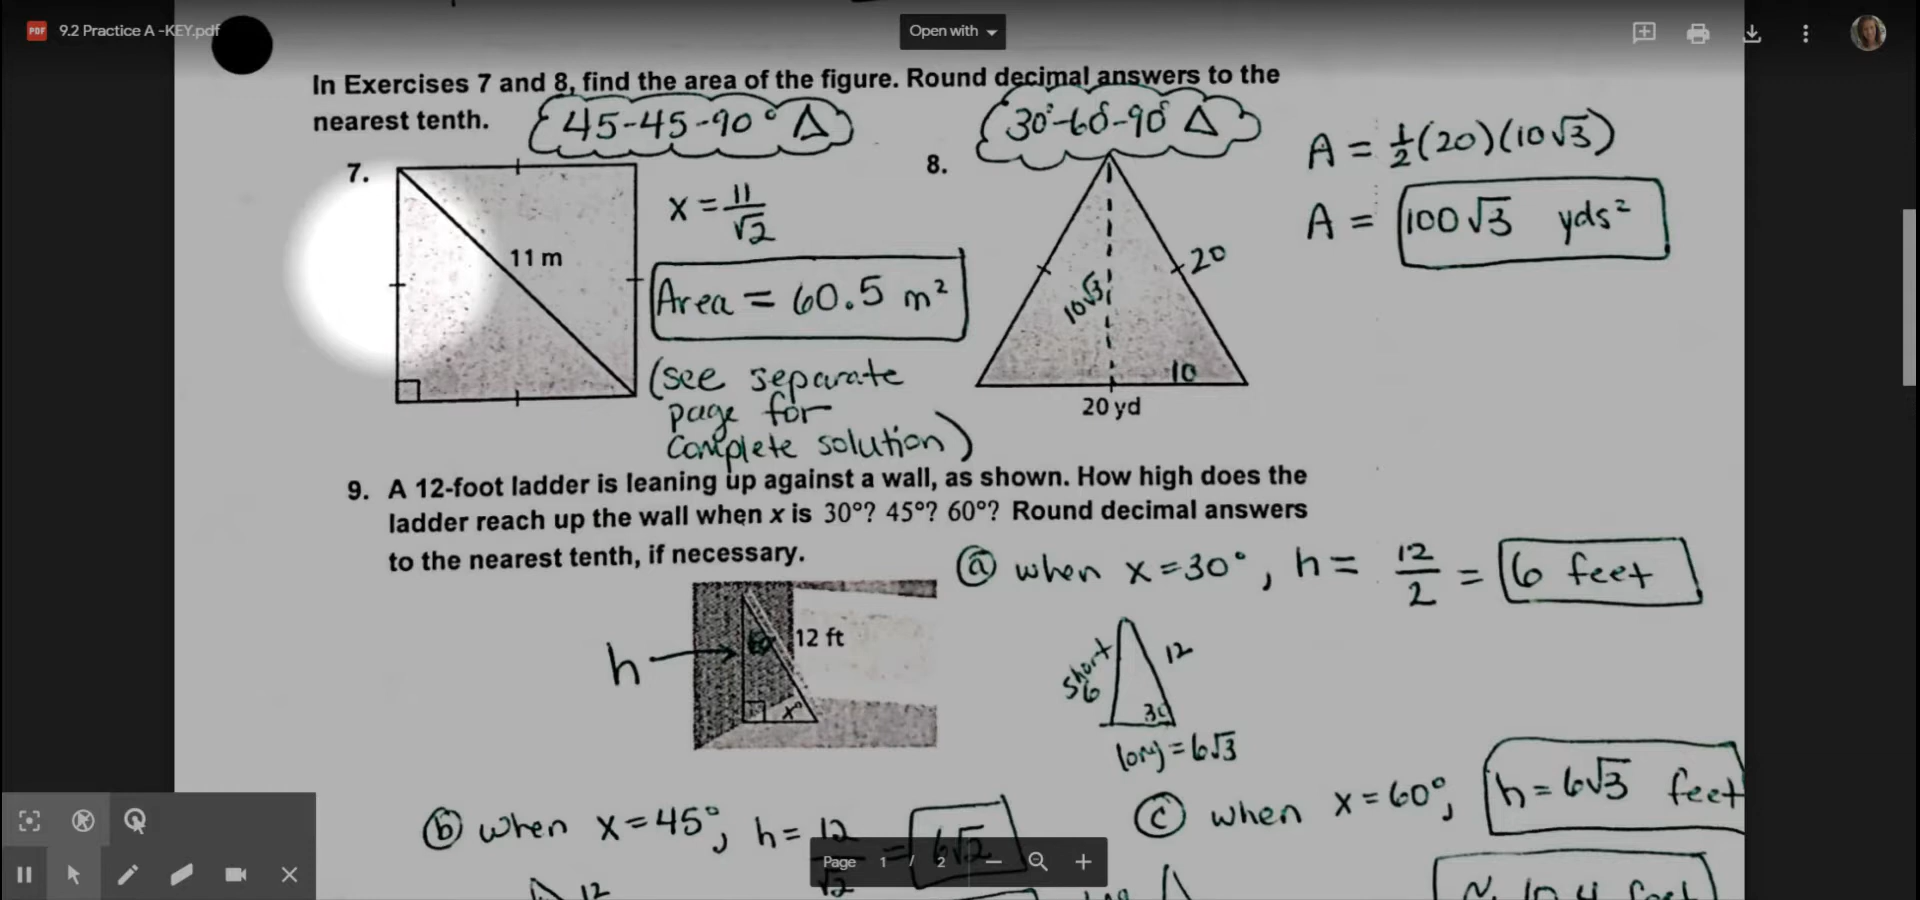 9.2 Practice A -KEY.pdf
Open with
In Exercises 7 and 8, find the area of the figure. Round decimal answers to the
nearest tenth.
45-45-90° △
30°-60°-90° △
7.
11 m
x = 11/√2
Area = 60.5 m²
(see separate
page for
complete solution)
8.
20
10√3
10
20 yd
A = ½(20)(10√3)
A = 100√3 yds²
9. A 12-foot ladder is leaning up against a wall, as shown. How high does the
ladder reach up the wall when x is 30°? 45°? 60°? Round decimal answers
to the nearest tenth, if necessary.
h
12 ft
x°
(a) when x=30°, h = 12/2 = 6 feet
short
6
12
30
long = 6√3
(b) when x=45°, h = 12/√2 = 6√2
12
(c) when x=60°, h = 6√3 feet
Page 1 / 2